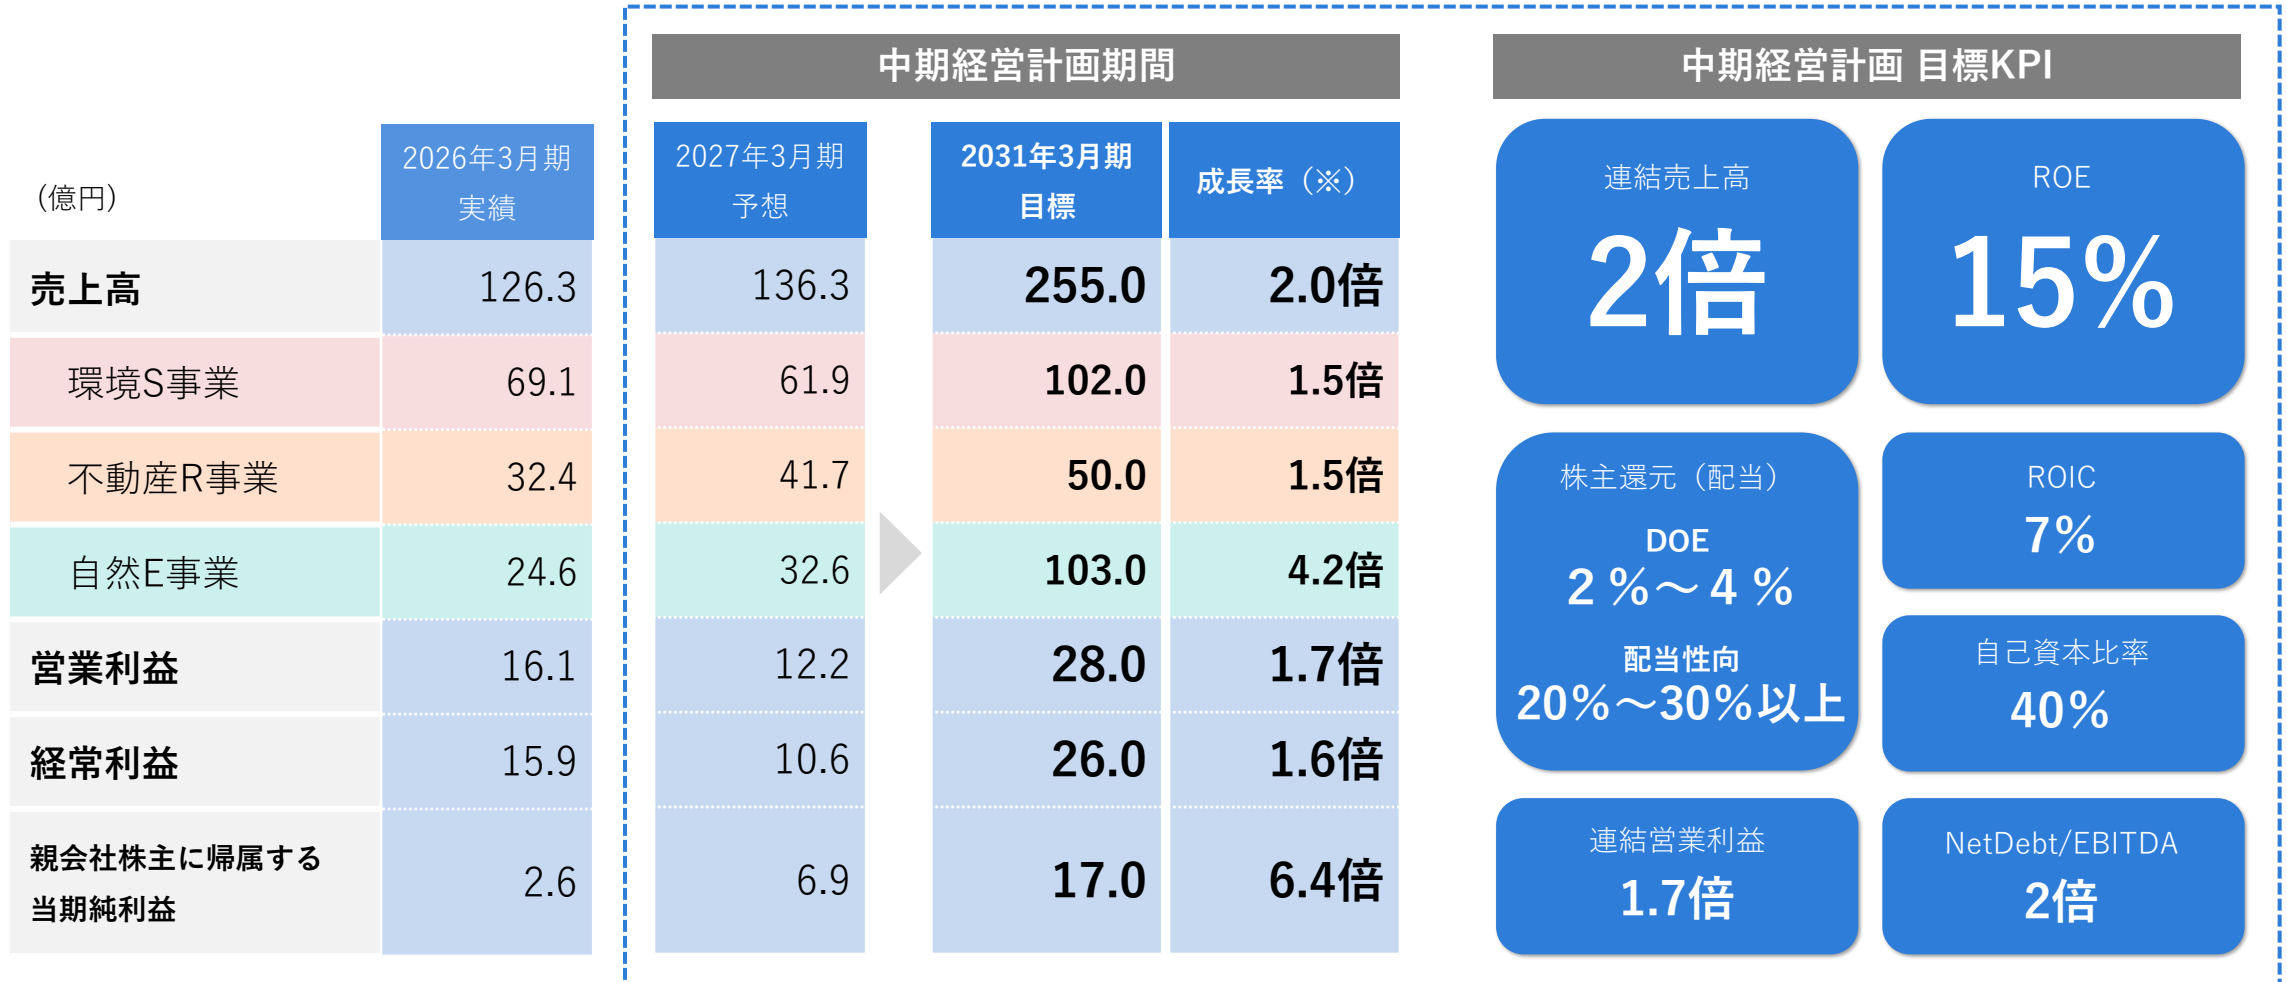 中期経営計画期間
中期経営計画 目標KPI
（億円）
2026年3月期
実績
2027年3月期
予想
2031年3月期
目標
成長率（※）
売上高 126.3 136.3 255.0 2.0倍
環境S事業 69.1 61.9 102.0 1.5倍
不動産R事業 32.4 41.7 50.0 1.5倍
自然E事業 24.6 32.6 103.0 4.2倍
営業利益 16.1 12.2 28.0 1.7倍
経常利益 15.9 10.6 26.0 1.6倍
親会社株主に帰属する
当期純利益 2.6 6.9 17.0 6.4倍
連結売上高
2倍
ROE
15%
株主還元（配当）
DOE
2 %～4 %
配当性向
20%～30%以上
ROIC
7%
自己資本比率
40%
連結営業利益
1.7倍
NetDebt/EBITDA
2倍